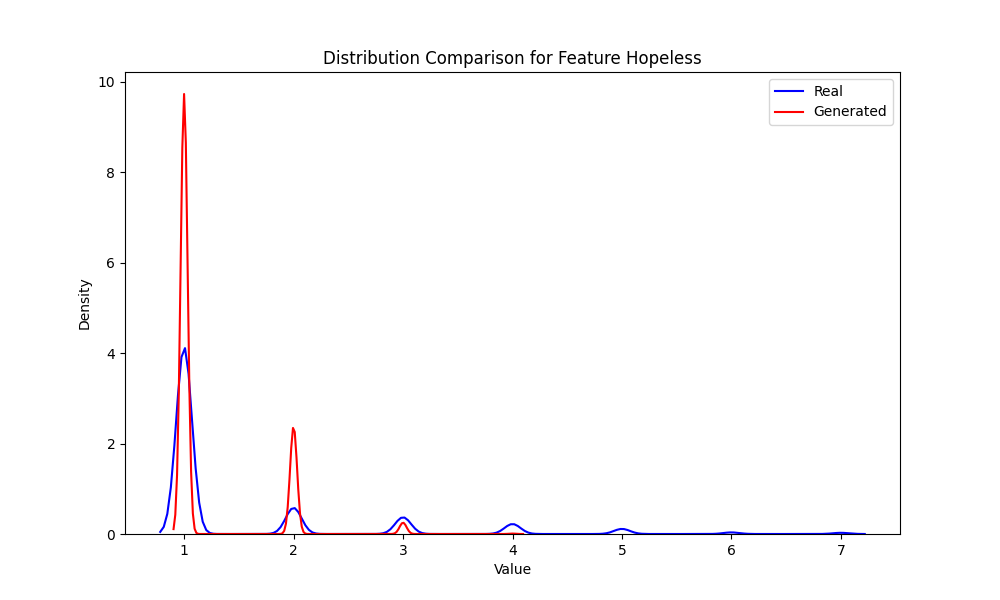 Distribution Comparison for Feature Hopeless
Real
Generated
Density
10
8
6
4
2
0
1 2 3 4 5 6 7
Value